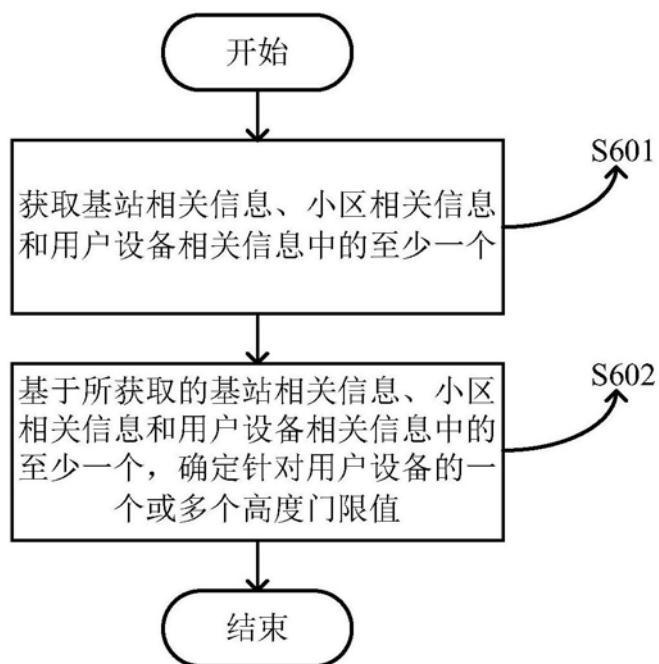 开始
S601
获取基站相关信息、小区相关信息
和用户设备相关信息中的至少一个
S602
基于所获取的基站相关信息、小区
相关信息和用户设备相关信息中的
至少一个，确定针对用户设备的一
个或多个高度门限值
结束